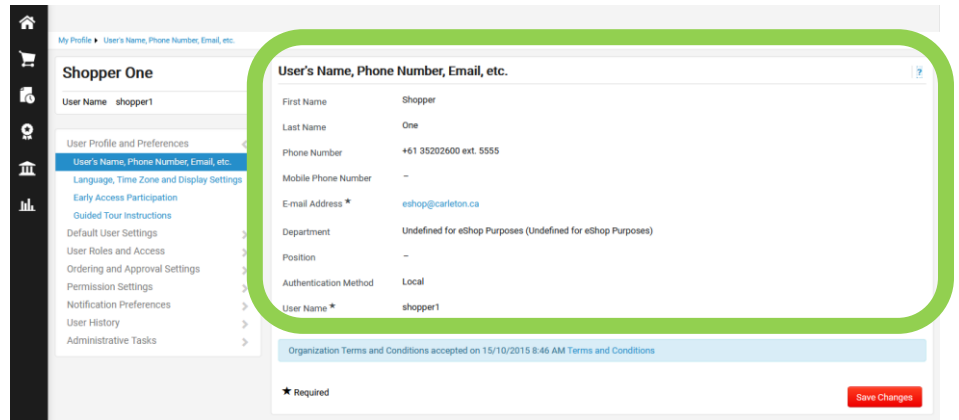 My Profile ▸ User's Name, Phone Number, Email, etc.
Shopper One
User Name shopper1
User Profile and Preferences
User's Name, Phone Number, Email, etc.
Language, Time Zone and Display Settings
Early Access Participation
Guided Tour Instructions
Default User Settings
User Roles and Access
Ordering and Approval Settings
Permission Settings
Notification Preferences
User History
Administrative Tasks
User's Name, Phone Number, Email, etc. ?
First Name Shopper
Last Name One
Phone Number +61 35202600 ext. 5555
Mobile Phone Number –
E-mail Address ★ eshop@carleton.ca
Department Undefined for eShop Purposes (Undefined for eShop Purposes)
Position –
Authentication Method Local
User Name ★ shopper1
Organization Terms and Conditions accepted on 15/10/2015 8:46 AM Terms and Conditions
★ Required
Save Changes